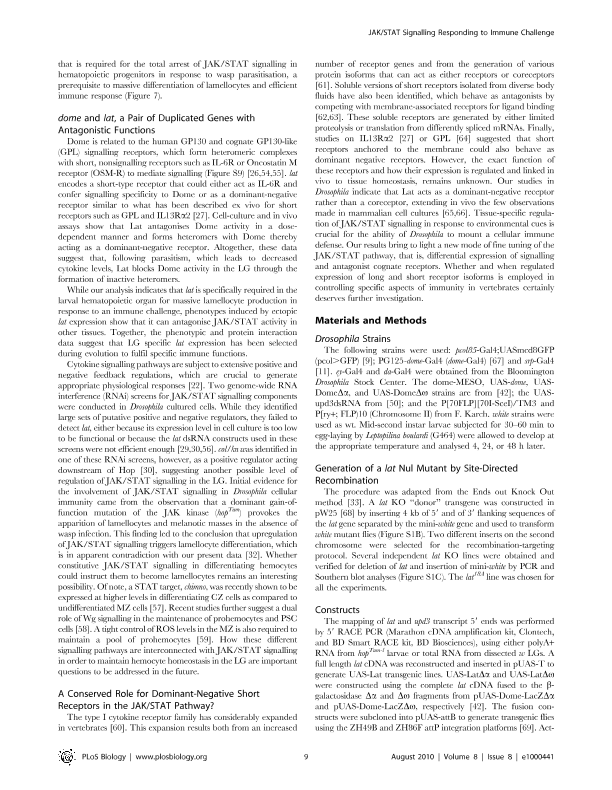 JAK/STAT Signalling Responding to Immune Challenge
that is required for the total arrest of JAK/STAT signalling in
hematopoietic progenitors in response to wasp parasitisation, a
prerequisite to massive differentiation of lamellocytes and efficient
immune response (Figure 7).
dome and lat, a Pair of Duplicated Genes with
Antagonistic Functions
Dome is related to the human GP130 and cognate GP130-like
(GPL) signalling receptors, which form heteromeric complexes
with short, nonsignalling receptors such as IL-6R or Oncostatin M
receptor (OSM-R) to mediate signalling (Figure S9) [26,54,55]. lat
encodes a short-type receptor that could either act as IL-6R and
confer signalling specificity to Dome or as a dominant-negative
receptor similar to what has been described ex vivo for short
receptors such as GPL and IL13Rα2 [27]. Cell-culture and in vivo
assays show that Lat antagonises Dome activity in a dose-
dependent manner and forms heteromers with Dome thereby
acting as a dominant-negative receptor. Altogether, these data
suggest that, following parasitism, which leads to decreased
cytokine levels, Lat blocks Dome activity in the LG through the
formation of inactive heteromers.
While our analysis indicates that lat is specifically required in the
larval hematopoietic organ for massive lamellocyte production in
response to an immune challenge, phenotypes induced by ectopic
lat expression show that it can antagonise JAK/STAT activity in
other tissues. Together, the phenotypic and protein interaction
data suggest that LG specific lat expression has been selected
during evolution to fulfil specific immune functions.
Cytokine signalling pathways are subject to extensive positive and
negative feedback regulations, which are crucial to generate
appropriate physiological responses [22]. Two genome-wide RNA
interference (RNAi) screens for JAK/STAT signalling components
were conducted in Drosophila cultured cells. While they identified
large sets of putative positive and negative regulators, they failed to
detect lat, either because its expression level in cell culture is too low
to be functional or because the lat dsRNA constructs used in these
screens were not efficient enough [29,30,56]. col/kn was identified in
one of these RNAi screens, however, as a positive regulator acting
downstream of Hop [30], suggesting another possible level of
regulation of JAK/STAT signalling in the LG. Initial evidence for
the involvement of JAK/STAT signalling in Drosophila cellular
immunity came from the observation that a dominant gain-of-
function mutation of the JAK kinase (hopTum) provokes the
apparition of lamellocytes and melanotic masses in the absence of
wasp infection. This finding led to the conclusion that upregulation
of JAK/STAT signalling triggers lamellocyte differentiation, which
is in apparent contradiction with our present data [32]. Whether
constitutive JAK/STAT signalling in differentiating hemocytes
could instruct them to become lamellocytes remains an interesting
possibility. Of note, a STAT target, chinmo, was recently shown to be
expressed at higher levels in differentiating CZ cells as compared to
undifferentiated MZ cells [57]. Recent studies further suggest a dual
role of Wg signalling in the maintenance of prohemocytes and PSC
cells [58]. A tight control of ROS levels in the MZ is also required to
maintain a pool of prohemocytes [59]. How these different
signalling pathways are interconnected with JAK/STAT signalling
in order to maintain hemocyte homeostasis in the LG are important
questions to be addressed in the future.
A Conserved Role for Dominant-Negative Short
Receptors in the JAK/STAT Pathway?
The type I cytokine receptor family has considerably expanded
in vertebrates [60]. This expansion results both from an increased
number of receptor genes and from the generation of various
protein isoforms that can act either as receptors or coreceptors
[61]. Soluble versions of short receptors isolated from diverse body
fluids have also been identified, which behave as antagonists by
competing with membrane-associated receptors for ligand binding
[62,63]. These soluble receptors are generated by either limited
proteolysis or translation from differently spliced mRNAs. Finally,
studies on IL13Rα2 [27] or GPL [64] suggested that short
receptors anchored to the membrane could also behave as
dominant negative receptors. However, the exact function of
these receptors and how their expression is regulated and linked in
vivo to tissue homeostasis, remains unknown. Our studies in
Drosophila indicate that Lat acts as a dominant-negative receptor
rather than a coreceptor, extending in vivo the few observations
made in mammalian cell cultures [65,66]. Tissue-specific regula-
tion of JAK/STAT signalling in response to environmental cues is
crucial for the ability of Drosophila to mount a cellular immune
defense. Our results bring to light a new mode of fine tuning of the
JAK/STAT pathway, that is, differential expression of signalling
and antagonist cognate receptors. Whether and when regulated
expression of long and short receptor isoforms is employed in
controlling specific aspects of immunity in vertebrates certainly
deserves further investigation.
Materials and Methods
Drosophila Strains
The following strains were used: pcol85-Gal4;UASmcd8GFP
(pcol>GFP) [9]; PG125-dome-Gal4 (dome-Gal4) [67] and srp-Gal4
[11]. ey-Gal4 and da-Gal4 were obtained from the Bloomington
Drosophila Stock Center. The dome-MESO, UAS-dome, UAS-
DomeΔα, and UAS-DomeΔω strains are from [42]; the UAS-
upd3dsRNA from [50]; and the P[70FLP][70I-SceI)/TM3 and
P[ry+; FLP)10 (Chromosome II) from F. Karch. white strains were
used as wt. Mid-second instar larvae subjected for 30–60 min to
egg-laying by Leptopilina boulardi (G464) were allowed to develop at
the appropriate temperature and analysed 4, 24, or 48 h later.
Generation of a lat Nul Mutant by Site-Directed
Recombination
The procedure was adapted from the Ends out Knock Out
method [33]. A lat KO “donor” transgene was constructed in
pW25 [68] by inserting 4 kb of 5′ and of 3′ flanking sequences of
the lat gene separated by the mini-white gene and used to transform
white mutant flies (Figure S1B). Two different inserts on the second
chromosome were selected for the recombination-targeting
protocol. Several independent lat KO lines were obtained and
verified for deletion of lat and insertion of mini-white by PCR and
Southern blot analyses (Figure S1C). The lat18A line was chosen for
all the experiments.
Constructs
The mapping of lat and upd3 transcript 5′ ends was performed
by 5′ RACE PCR (Marathon cDNA amplification kit, Clontech,
and BD Smart RACE kit, BD Biosciences), using either polyA+
RNA from hopTum-l larvae or total RNA from dissected wt LGs. A
full length lat cDNA was reconstructed and inserted in pUAS-T to
generate UAS-Lat transgenic lines. UAS-LatΔα and UAS-LatΔω
were constructed using the complete lat cDNA fused to the β-
galactosidase Δα and Δω fragments from pUAS-Dome-LacZΔα
and pUAS-Dome-LacZΔω, respectively [42]. The fusion con-
structs were subcloned into pUAS-attB to generate transgenic flies
using the ZH49B and ZH86F attP integration platforms [69]. Act-
PLoS Biology | www.plosbiology.org
9
August 2010 | Volume 8 | Issue 8 | e1000441